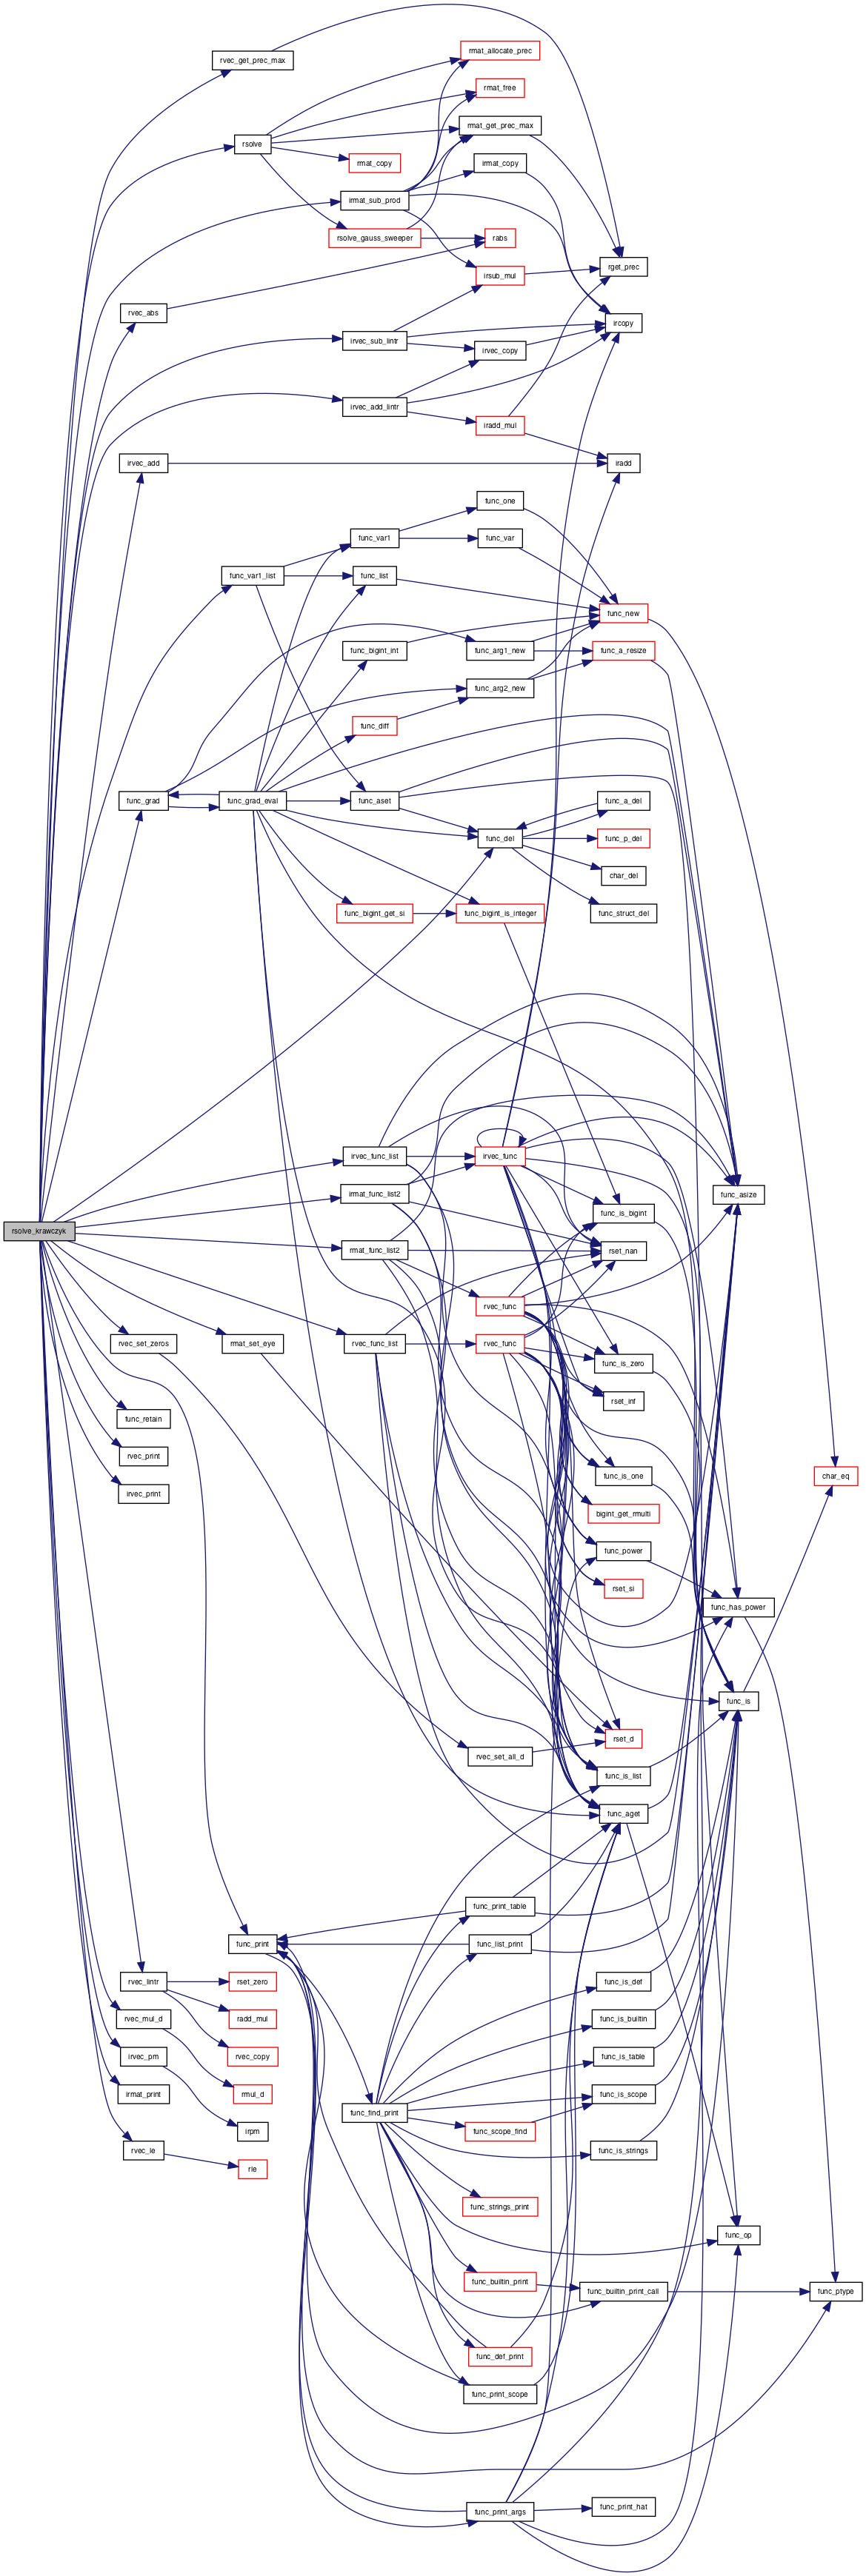 rmat_allocate_prec
rvec_get_prec_max
rmat_free
rmat_get_prec_max
rsolve
rmat_copy
irmat_copy
irmat_sub_prod
rsolve_gauss_sweeper
rabs
rget_prec
irsub_mul
rvec_abs
ircopy
irvec_sub_lintr
irvec_copy
irvec_add_lintr
iradd_mul
irvec_add
iradd
func_one
func_var1
func_var
func_var1_list
func_list
func_new
func_bigint_int
func_arg1_new
func_a_resize
func_arg2_new
func_diff
func_grad
func_grad_eval
func_aset
func_a_del
func_del
func_p_del
char_del
func_bigint_get_si
func_bigint_is_integer
func_struct_del
irvec_func_list
irvec_func
irmat_func_list2
func_asize
func_is_bigint
rsolve_krawczyk
rmat_func_list2
rset_nan
rvec_func
rvec_set_zeros
rmat_set_eye
rvec_func_list
rvec_func
func_is_zero
rset_inf
func_retain
rvec_print
func_is_one
char_eq
irvec_print
bigint_get_rmulti
func_power
rset_si
func_has_power
func_is
rset_d
rvec_set_all_d
func_is_list
func_aget
func_print_table
func_print
func_list_print
rvec_lintr
rset_zero
func_is_def
rvec_mul_d
radd_mul
func_is_builtin
irvec_pm
rvec_copy
func_is_table
irmat_print
rmul_d
func_is_scope
func_find_print
irpm
func_scope_find
rvec_le
func_is_strings
rle
func_strings_print
func_op
func_builtin_print
func_builtin_print_call
func_ptype
func_def_print
func_print_scope
func_print_args
func_print_hat